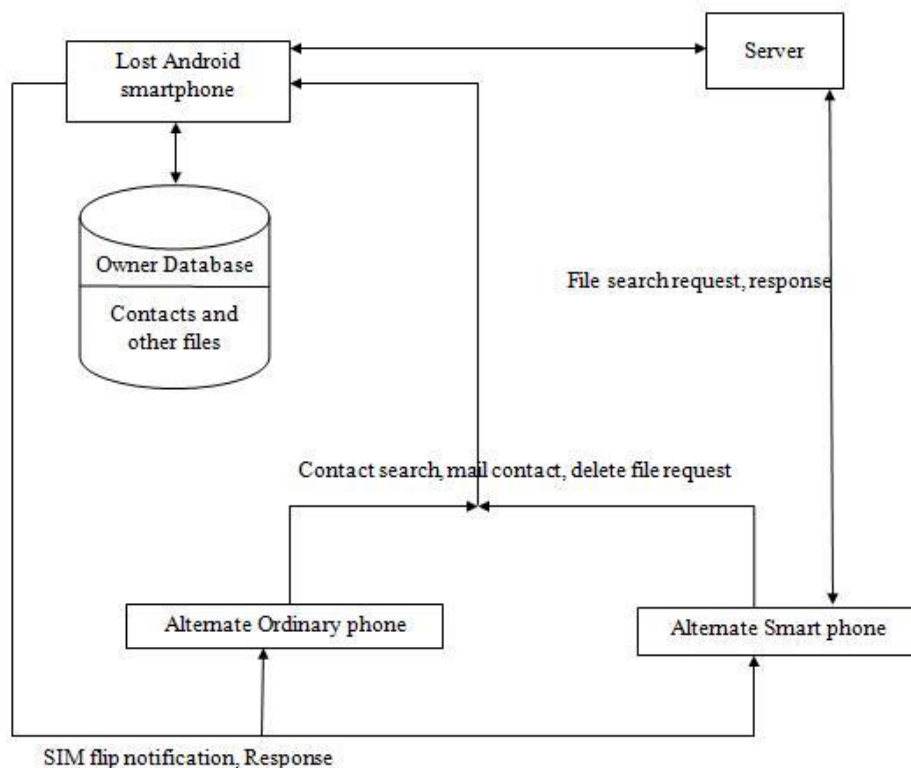 Lost Android
smartphone
Server
Owner Database
Contacts and
other files
File search request, response
Contact search, mail contact, delete file request
Alternate Ordinary phone
Alternate Smart phone
SIM flip notification, Response